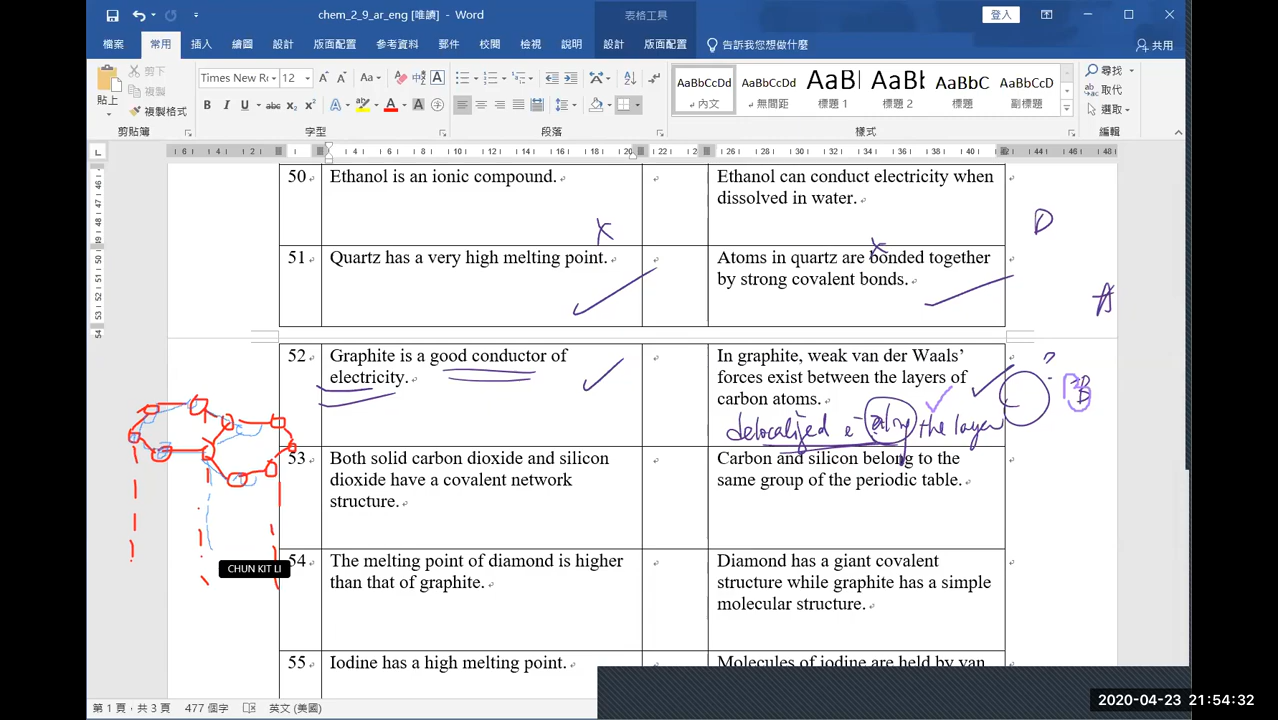 chem_2_9_ar_eng [唯讀] - Word
表格工具
登入
檔案 常用 插入 繪圖 設計 版面配置 參考資料 郵件 校閱 檢視 說明 設計 版面配置 告訴我您想做什麼 共用
貼上 剪下 複製 複製格式
Times New Ro 12
AaBbCcDd AaBbCcDd AaBl AaBb AaBbC AaBbCcD
內文 無間距 標題 1 標題 2 標題 副標題
尋找 取代 選取
剪貼簿 字型 段落 樣式 編輯
50 Ethanol is an ionic compound. Ethanol can conduct electricity when
dissolved in water.
D
51 Quartz has a very high melting point. Atoms in quartz are bonded together
by strong covalent bonds.
A
52 Graphite is a good conductor of In graphite, weak van der Waals’
electricity. forces exist between the layers of
carbon atoms.
? B
delocalized e- along the layer
53 Both solid carbon dioxide and silicon Carbon and silicon belong to the
dioxide have a covalent network same group of the periodic table.
structure.
CHUN KIT LI
54 The melting point of diamond is higher Diamond has a giant covalent
than that of graphite. structure while graphite has a simple
molecular structure.
55 Iodine has a high melting point. Molecules of iodine are held by van
第 1 頁，共 3 頁 477 個字 英文 (美國)
2020-04-23 21:54:32